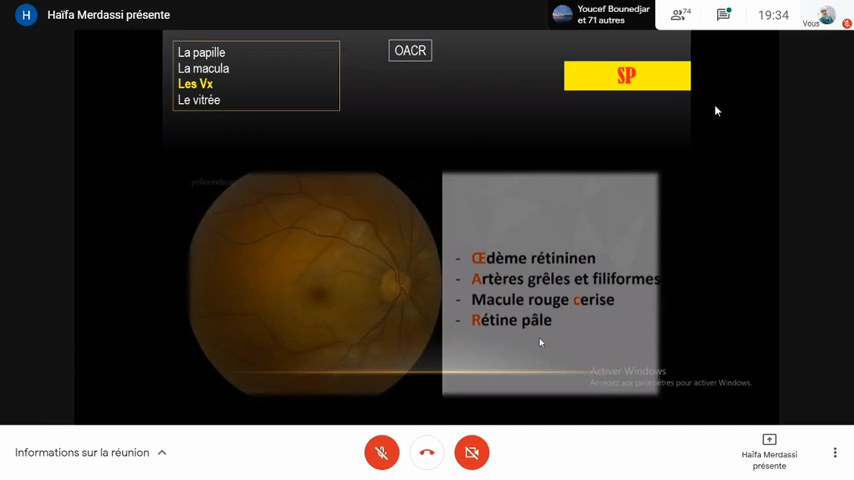 H
Haïfa Merdassi présente
Youcef Bounedjar
et 71 autres
74
19:34
Vous
La papille
La macula
Les Vx
Le vitrée
OACR
SP
- Œdème rétininen
- Artères grêles et filiformes
- Macule rouge cerise
- Rétine pâle
Activer Windows
Accédez aux paramètres pour activer Windows.
Informations sur la réunion
Haïfa Merdassi
présente